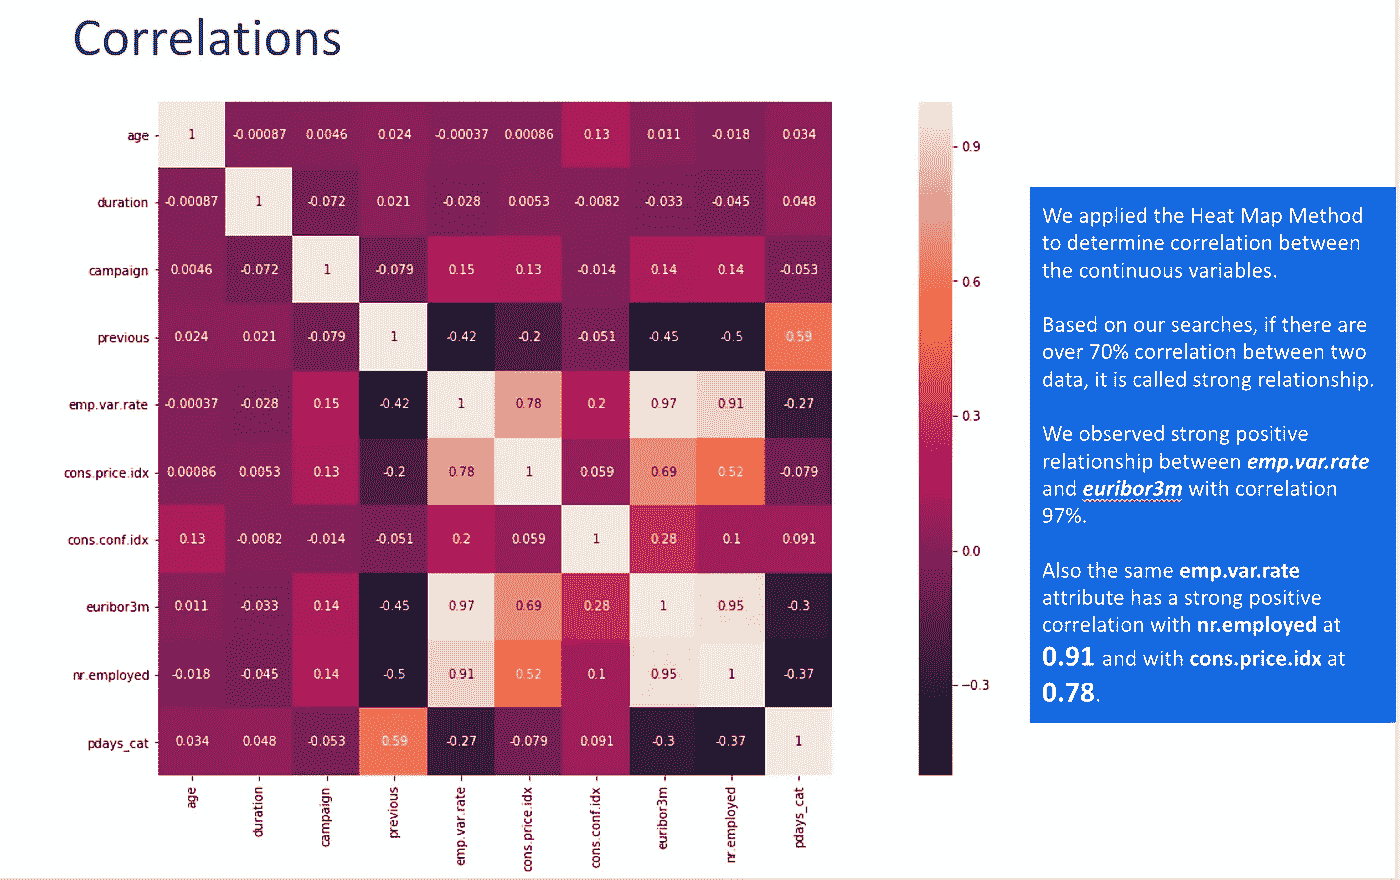 Correlations
age 1 -0.00087 0.0046 0.024 -0.00037 0.00086 0.13 0.011 -0.018 0.034
duration -0.00087 1 -0.072 0.021 -0.028 0.0053 -0.0082 -0.033 -0.045 0.048
campaign 0.0046 -0.072 1 -0.079 0.15 0.13 -0.014 0.14 0.14 -0.053
previous 0.024 0.021 -0.079 1 -0.42 -0.2 -0.051 -0.45 -0.5 0.59
emp.var.rate -0.00037 -0.028 0.15 -0.42 1 0.78 0.2 0.97 0.91 -0.27
cons.price.idx 0.00086 0.0053 0.13 -0.2 0.78 1 0.059 0.69 0.52 -0.079
cons.conf.idx 0.13 -0.0082 -0.014 -0.051 0.2 0.059 1 0.28 0.1 0.091
euribor3m 0.011 -0.033 0.14 -0.45 0.97 0.69 0.28 1 0.95 -0.3
nr.employed -0.018 -0.045 0.14 -0.5 0.91 0.52 0.1 0.95 1 -0.37
pdays_cat 0.034 0.048 -0.053 0.59 -0.27 -0.079 0.091 -0.3 -0.37 1
age duration campaign previous emp.var.rate cons.price.idx cons.conf.idx euribor3m nr.employed pdays_cat
0.9
0.6
0.3
0.0
−0.3
We applied the Heat Map Method
to determine correlation between
the continuous variables.
Based on our searches, if there are
over 70% correlation between two
data, it is called strong relationship.
We observed strong positive
relationship between emp.var.rate
and euribor3m with correlation
97%.
Also the same emp.var.rate
attribute has a strong positive
correlation with nr.employed at
0.91 and with cons.price.idx at
0.78.